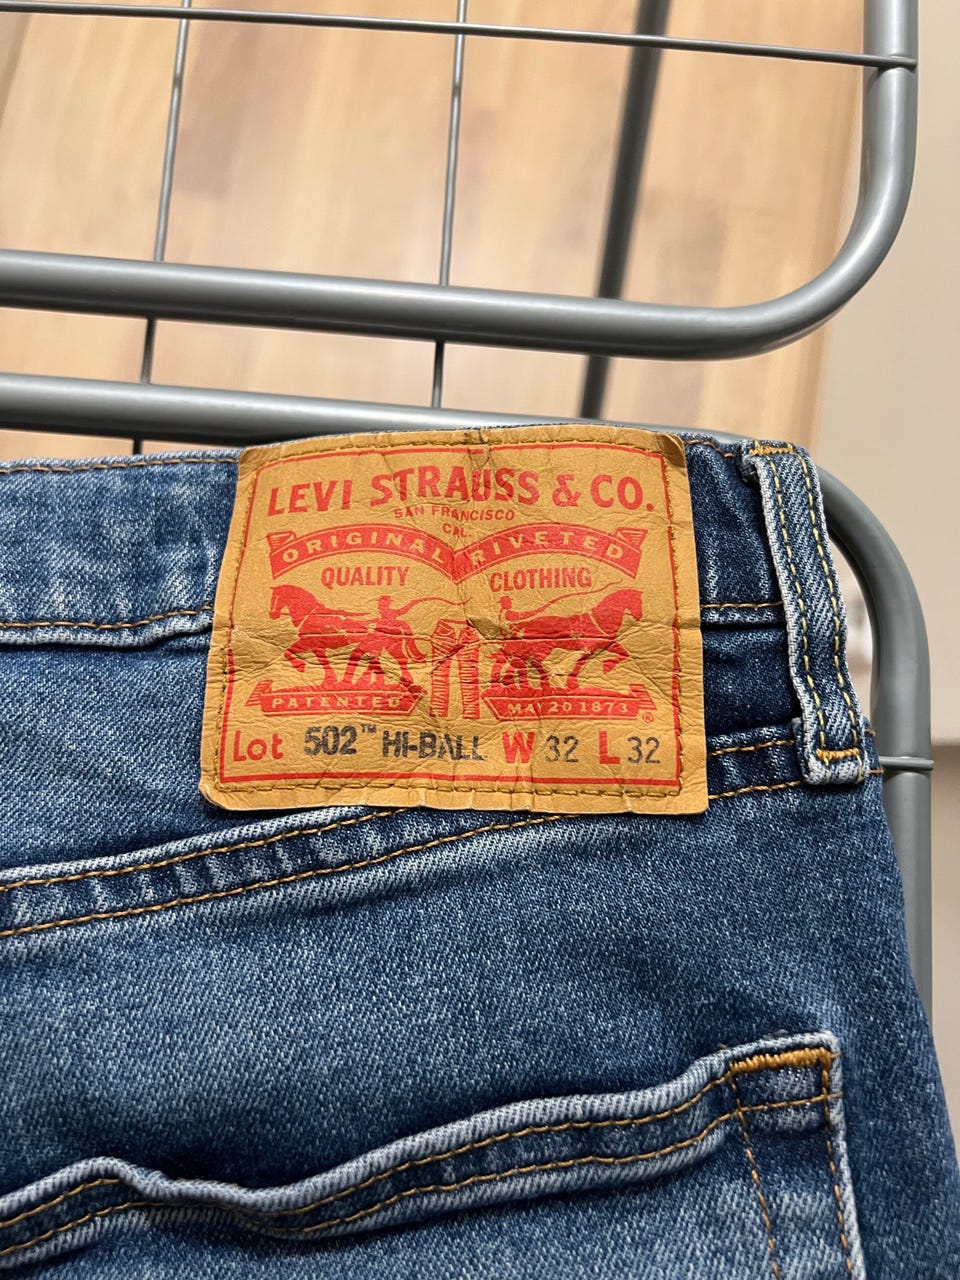 LEVI STRAUSS & CO.
SAN FRANCISCO
CAL.
ORIGINAL RIVETED
QUALITY CLOTHING
PATENTED MAY 20 1873 ®
Lot 502™ HI-BALL W 32 L 32